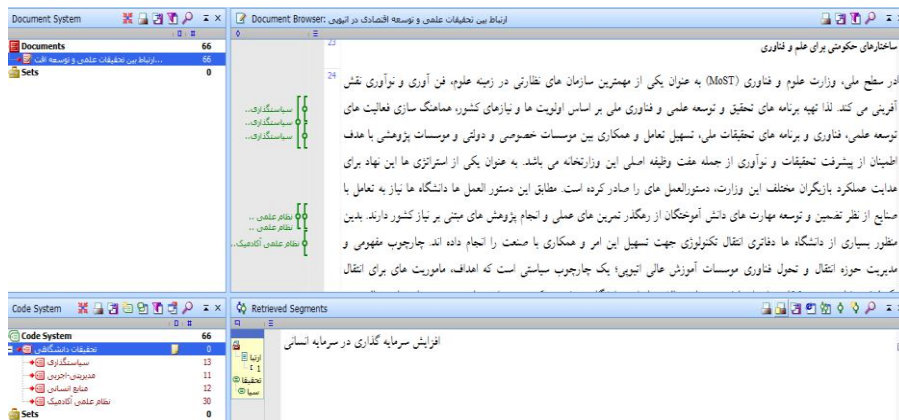 Document System
Documents 66
ارتباط بین تحقیقات علمی و توسعه اقت... 66
Sets 0
Document Browser: ارتباط بین تحقیقات علمی و توسعه اقتصادی در اتیوپی
23
ساختارهای حکومتی برای علم و فناوری
24
در سطح ملی، وزارت علوم و فناوری (MoST) به عنوان یکی از مهمترین سازمان های نظارتی در زمینه علوم، فن آوری و نوآوری نقش
آفرینی می کند. لذا تهیه برنامه های تحقیق و توسعه علمی و فناوری ملی بر اساس اولویت ها و نیازهای کشور، هماهنگ سازی فعالیت های
توسعه علمی، فناوری و برنامه های تحقیقات ملی، تسهیل تعامل و همکاری بین موسسات خصوصی و دولتی و موسسات پژوهشی با هدف
اطمینان از پیشرفت تحقیقات و نوآوری از جمله هفت وظیفه اصلی این وزارتخانه می باشد. به عنوان یکی از استراتژی ها این نهاد برای
هدایت عملکرد بازیگران مختلف این وزارت، دستورالعمل های را صادر کرده است. مطابق این دستور العمل ها دانشگاه ها نیاز به تعامل با
صنایع از نظر تضمین و توسعه مهارت های دانش آموختگان از رهگذر تمرین های عملی و انجام پژوهش های مبتنی بر نیاز کشور دارند. بدین
منظور بسیاری از دانشگاه ها دفاتری انتقال تکنولوژی جهت تسهیل این امر و همکاری با صنعت را انجام داده اند. چارچوب مفهومی و
مدیریت حوزه انتقال و تحول فناوری موسسات آموزش عالی اتیوپی؛ یک چارچوب سیاستی است که اهداف، ماموریت های برای انتقال
سیاستگذاری..
سیاستگذاری..
سیاستگذاری..
نظام علمی ..
نظام علمی ..
نظام علمی آکادمیک..
Code System
Code System 66
تحقیقات دانشگاهی 0
سیاستگذاری 13
مدیریتی-اجرایی 11
منابع انسانی 12
نظام علمی آکادمیک 30
Sets 0
Retrieved Segments
ارتبا
1
تحقیقا
سیا
افزایش سرمایه گذاری در سرمایه انسانی